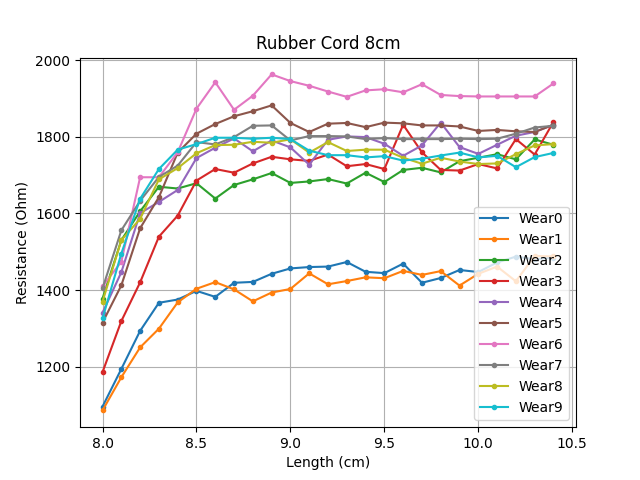 Rubber Cord 8cm
Resistance (Ohm)
2000
1800
1600
1400
1200
8.0
8.5
9.0
9.5
10.0
10.5
Length (cm)
Wear0
Wear1
Wear2
Wear3
Wear4
Wear5
Wear6
Wear7
Wear8
Wear9